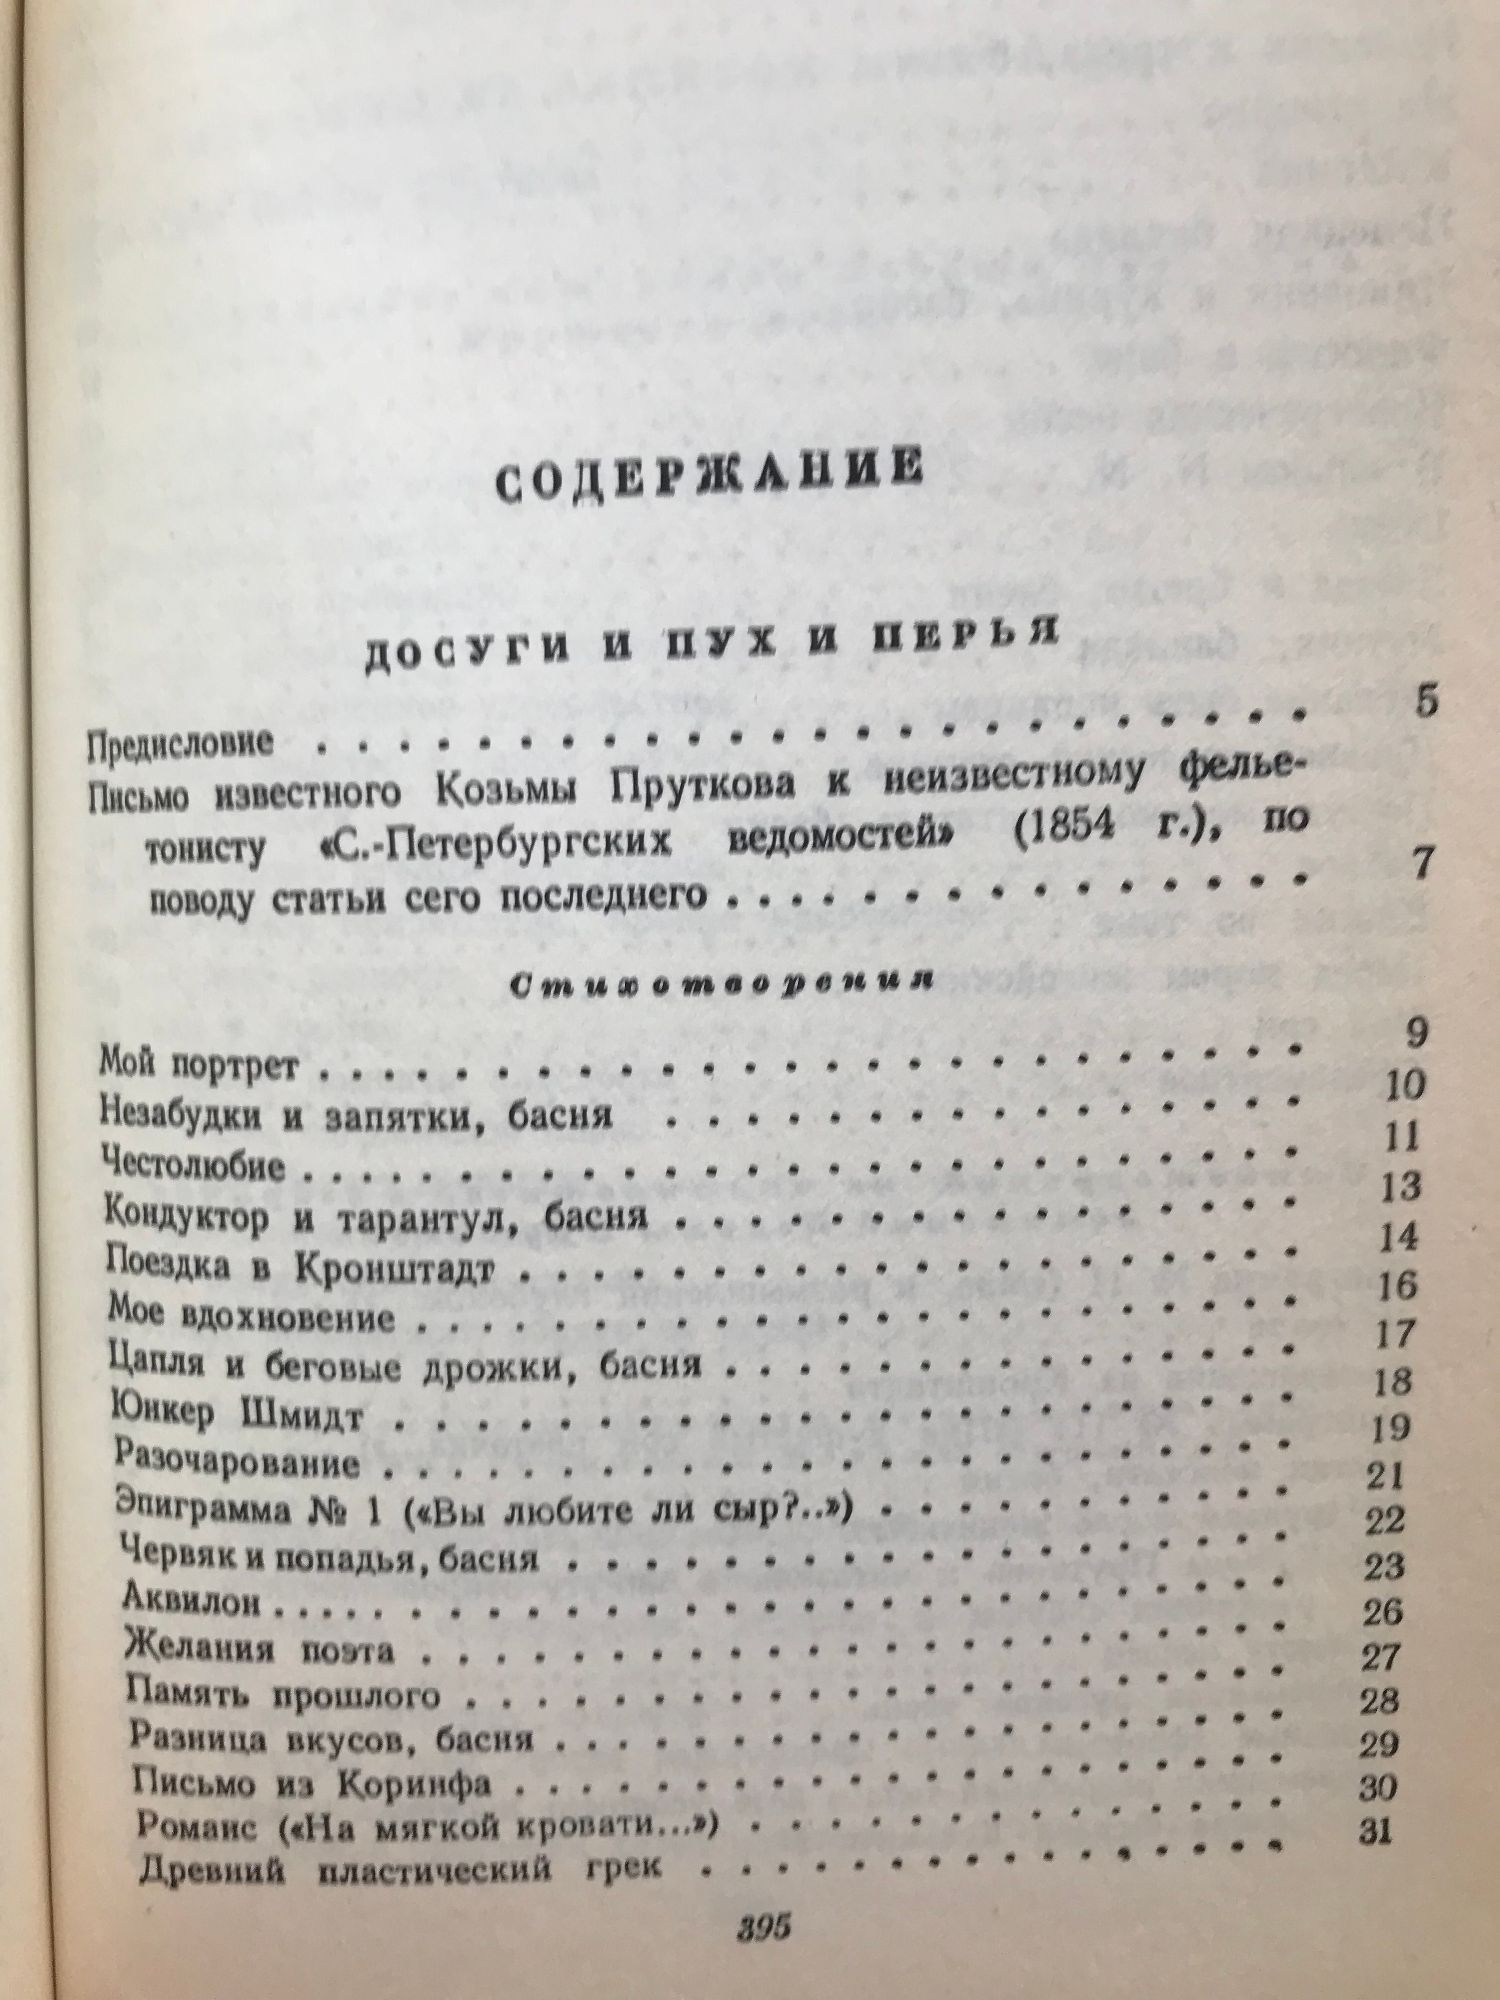 СОДЕРЖАНИЕ
ДОСУГИ И ПУХ И ПЕРЬЯ
Предисловие . . . . . . . . . . . . . . . . . . . . . . . . . 5
Письмо известного Козьмы Пруткова к неизвестному фелье-
тонисту «С.-Петербургских ведомостей» (1854 г.), по
поводу статьи сего последнего . . . . . . . . . . . . . . . 7
Стихотворения
Мой портрет . . . . . . . . . . . . . . . . . . . . . . . . . 9
Незабудки и запятки, басня . . . . . . . . . . . . . . . . 10
Честолюбие . . . . . . . . . . . . . . . . . . . . . . . . . 11
Кондуктор и тарантул, басня . . . . . . . . . . . . . . . . 13
Поездка в Кронштадт . . . . . . . . . . . . . . . . . . . . 14
Мое вдохновение . . . . . . . . . . . . . . . . . . . . . . 16
Цапля и беговые дрожки, басня . . . . . . . . . . . . . . . 17
Юнкер Шмидт . . . . . . . . . . . . . . . . . . . . . . . . 18
Разочарование . . . . . . . . . . . . . . . . . . . . . . . 19
Эпиграмма № 1 («Вы любите ли сыр?..») . . . . . . . . . . . 21
Червяк и попадья, басня . . . . . . . . . . . . . . . . . . 22
Аквилон . . . . . . . . . . . . . . . . . . . . . . . . . . 23
Желания поэта . . . . . . . . . . . . . . . . . . . . . . . 26
Память прошлого . . . . . . . . . . . . . . . . . . . . . . 27
Разница вкусов, басня . . . . . . . . . . . . . . . . . . . 28
Письмо из Коринфа . . . . . . . . . . . . . . . . . . . . . 29
Романс («На мягкой кровати...») . . . . . . . . . . . . . . 30
Древний пластический грек . . . . . . . . . . . . . . . . . 31
395